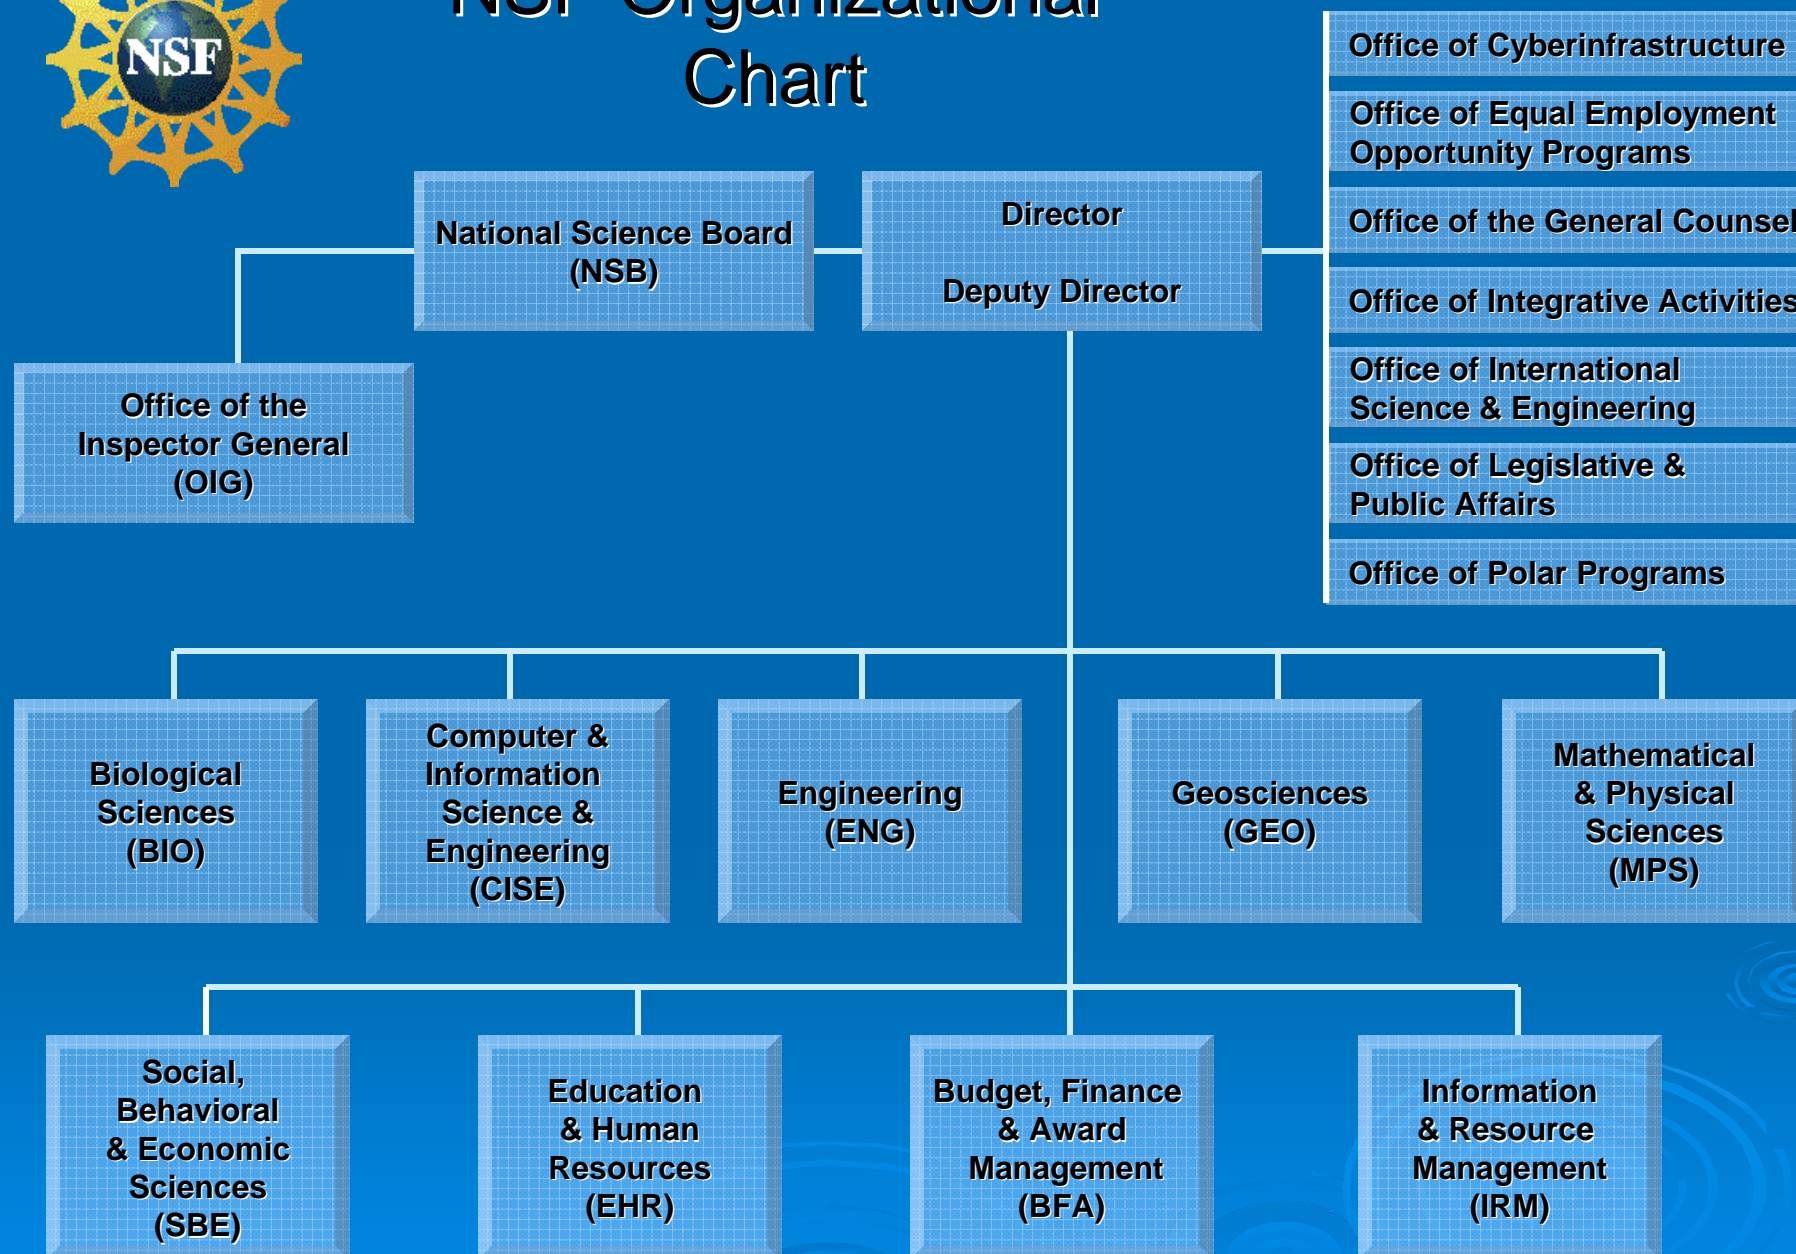 NSF
NSF Organizational
Chart
Office of Cyberinfrastructure
Office of Equal Employment
Opportunity Programs
Office of the General Counsel
Office of Integrative Activities
Office of International
Science & Engineering
Office of Legislative &
Public Affairs
Office of Polar Programs
National Science Board
(NSB)
Director
Deputy Director
Office of the
Inspector General
(OIG)
Biological
Sciences
(BIO)
Computer &
Information
Science &
Engineering
(CISE)
Engineering
(ENG)
Geosciences
(GEO)
Mathematical
& Physical
Sciences
(MPS)
Social,
Behavioral
& Economic
Sciences
(SBE)
Education
& Human
Resources
(EHR)
Budget, Finance
& Award
Management
(BFA)
Information
& Resource
Management
(IRM)